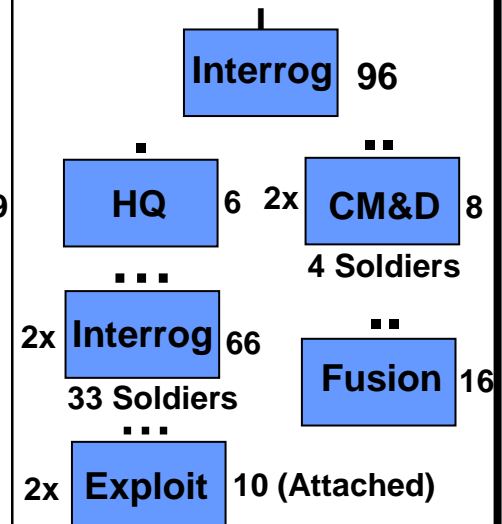 Interrog 96
9
HQ 6
2x CM&D 8
4 Soldiers
2x Interrog 66
33 Soldiers
Fusion 16
2x Exploit 10 (Attached)